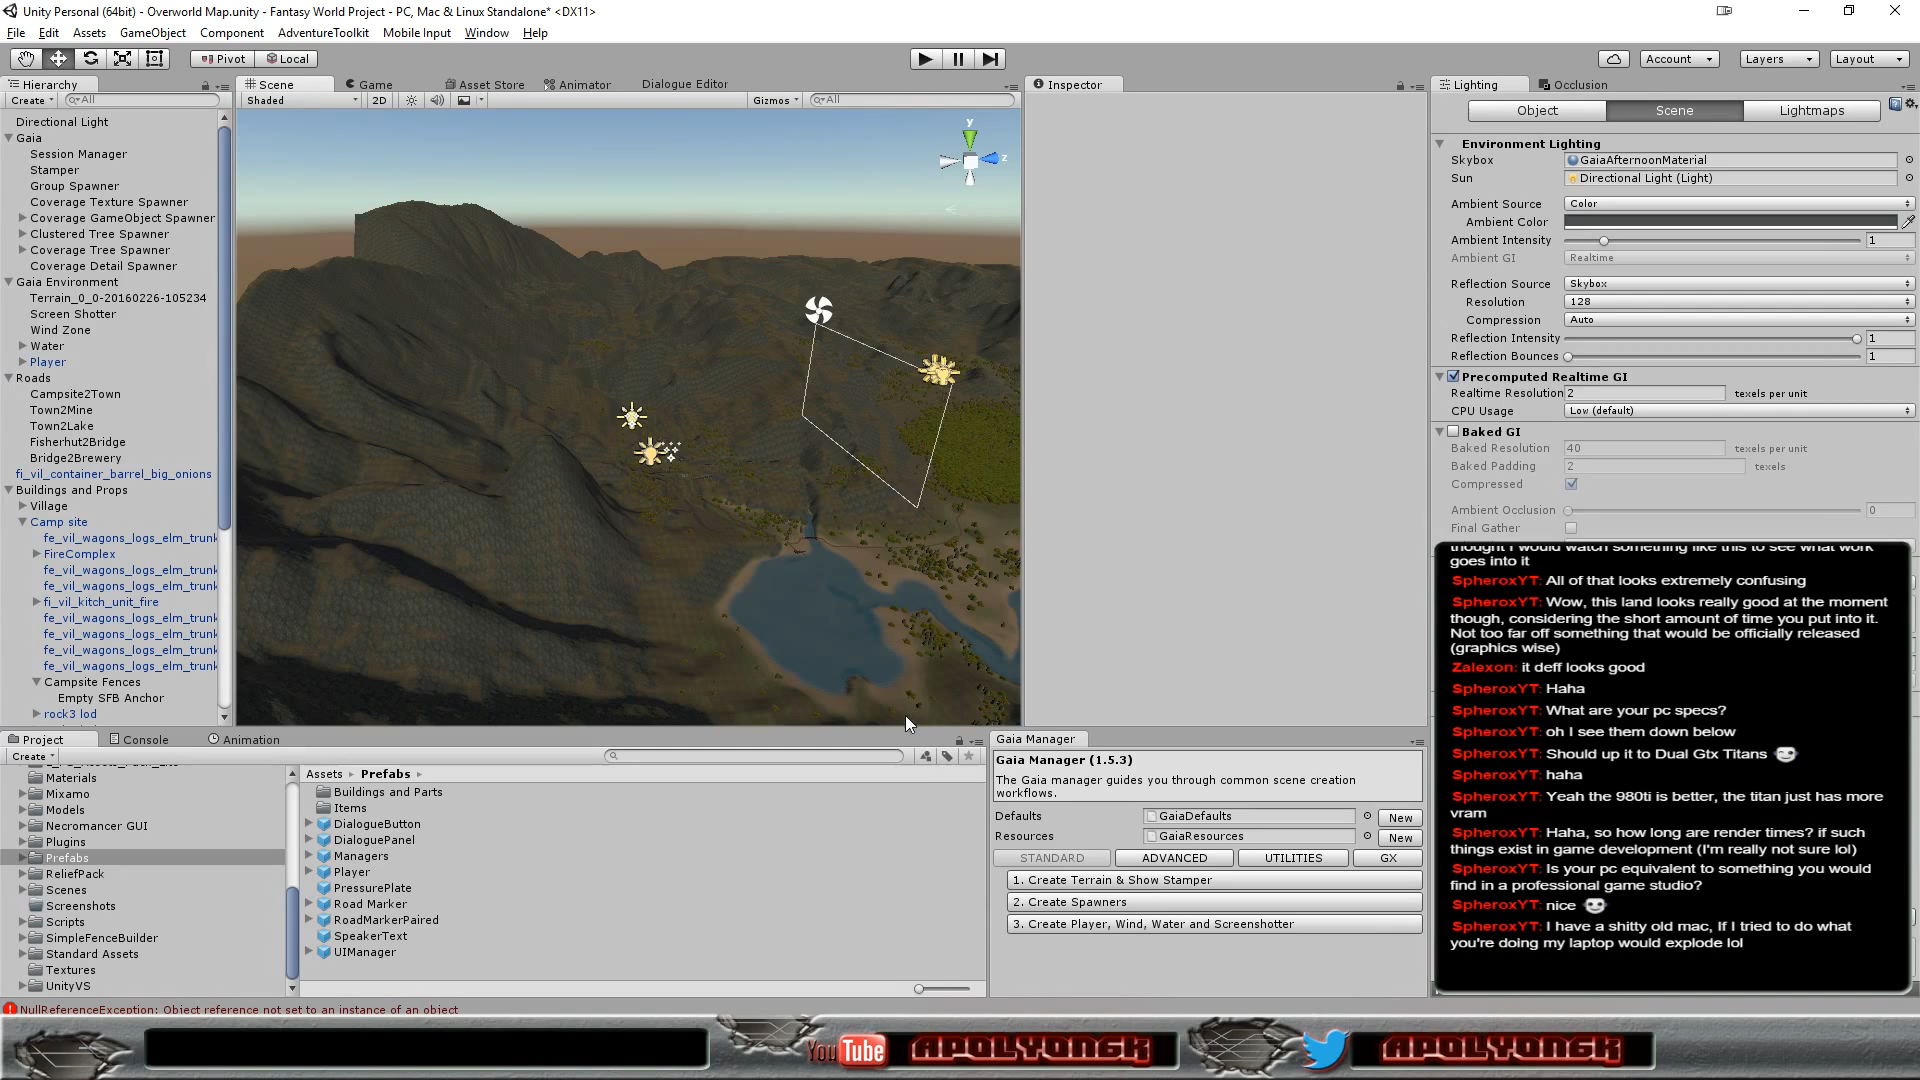 Unity Personal (64bit) - Overworld Map.unity - Fantasy World Project - PC, Mac & Linux Standalone* <DX11>
File Edit Assets GameObject Component AdventureToolkit Mobile Input Window Help
Pivot Local
Account Layers Layout
Hierarchy
Create All
Directional Light
Gaia
Session Manager
Stamper
Group Spawner
Coverage Texture Spawner
Coverage GameObject Spawner
Clustered Tree Spawner
Coverage Tree Spawner
Coverage Detail Spawner
Gaia Environment
Terrain_0_0-20160226-105234
Screen Shotter
Wind Zone
Water
Player
Roads
Campsite2Town
Town2Mine
Town2Lake
Fisherhut2Bridge
Bridge2Brewery
fi_vil_container_barrel_big_onions
Buildings and Props
Village
Camp site
fe_vil_wagons_logs_elm_trunk
FireComplex
fe_vil_wagons_logs_elm_trunk
fe_vil_wagons_logs_elm_trunk
fi_vil_kitch_unit_fire
fe_vil_wagons_logs_elm_trunk
fe_vil_wagons_logs_elm_trunk
fe_vil_wagons_logs_elm_trunk
fe_vil_wagons_logs_elm_trunk
Campsite Fences
Empty SFB Anchor
rock3 lod
Scene Game Asset Store Animator Dialogue Editor
Shaded 2D Gizmos All
y
z
Inspector
Lighting Occlusion
Object Scene Lightmaps
Environment Lighting
Skybox GaiaAfternoonMaterial
Sun Directional Light (Light)
Ambient Source Color
Ambient Color
Ambient Intensity 1
Ambient GI Realtime
Reflection Source Skybox
Resolution 128
Compression Auto
Reflection Intensity 1
Reflection Bounces 1
Precomputed Realtime GI
Realtime Resolution 2 texels per unit
CPU Usage Low (default)
Baked GI
Baked Resolution 40 texels per unit
Baked Padding 2 texels
Compressed
Ambient Occlusion 0
Final Gather
thought I would watch something like this to see what work
goes into it
SpheroxYT: All of that looks extremely confusing
SpheroxYT: Wow, this land looks really good at the moment
though, considering the short amount of time you put into it.
Not too far off something that would be officially released
(graphics wise)
Zalexon: it deff looks good
SpheroxYT: Haha
SpheroxYT: What are your pc specs?
SpheroxYT: oh I see them down below
SpheroxYT: Should up it to Dual Gtx Titans
SpheroxYT: haha
SpheroxYT: Yeah the 980ti is better, the titan just has more
vram
SpheroxYT: Haha, so how long are render times? if such
things exist in game development (I'm really not sure lol)
SpheroxYT: Is your pc equivalent to something you would
find in a professional game studio?
SpheroxYT: nice
SpheroxYT: I have a shitty old mac, If I tried to do what
you're doing my laptop would explode lol
Project Console Animation
Create
Materials
Mixamo
Models
Necromancer GUI
Plugins
Prefabs
ReliefPack
Scenes
Screenshots
Scripts
SimpleFenceBuilder
Standard Assets
Textures
UnityVS
Assets Prefabs
Buildings and Parts
Items
DialogueButton
DialoguePanel
Managers
Player
PressurePlate
Road Marker
RoadMarkerPaired
SpeakerText
UIManager
Gaia Manager
Gaia Manager (1.5.3)
The Gaia manager guides you through common scene creation
workflows.
Defaults GaiaDefaults New
Resources GaiaResources New
STANDARD ADVANCED UTILITIES GX
1. Create Terrain & Show Stamper
2. Create Spawners
3. Create Player, Wind, Water and Screenshotter
NullReferenceException: Object reference not set to an instance of an object
YouTube APOLYON6K APOLYON6K